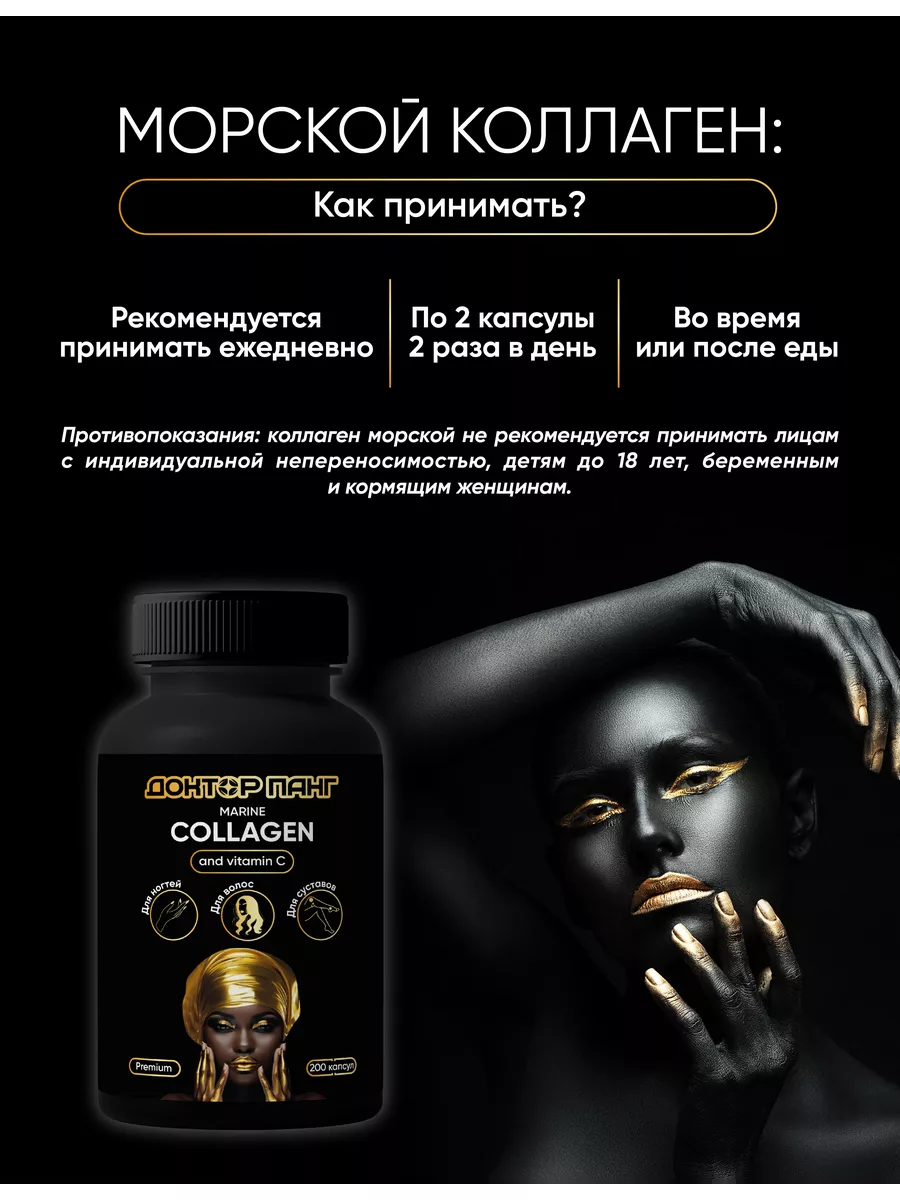 МОРСКОЙ КОЛЛАГЕН:
Как принимать?
Рекомендуется
принимать ежедневно
По 2 капсулы
2 раза в день
Во время
или после еды
Противопоказания: коллаген морской не рекомендуется принимать лицам
с индивидуальной непереносимостью, детям до 18 лет, беременным
и кормящим женщинам.
ДОКТОР ПАНГ
MARINE
COLLAGEN
and vitamin C
Для ногтей
Для волос
Для суставов
Premium
200 капсул